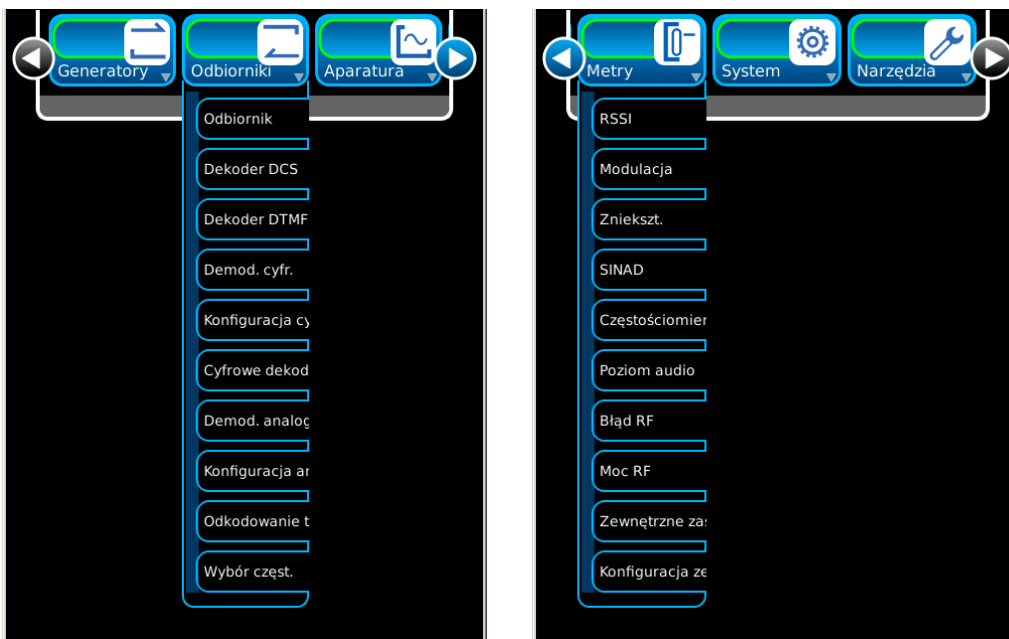 Generatory
Odbiorniki
Aparatura
Odbiornik
Dekoder DCS
Dekoder DTMF
Demod. cyfr.
Konfiguracja cy
Cyfrowe dekod
Demod. analog
Konfiguracja ar
Odkodowanie t
Wybór częst.
Metry
System
Narzędzia
RSSI
Modulacja
Zniekszt.
SINAD
Częstościomier
Poziom audio
Błąd RF
Moc RF
Zewnętrzne zas
Konfiguracja ze